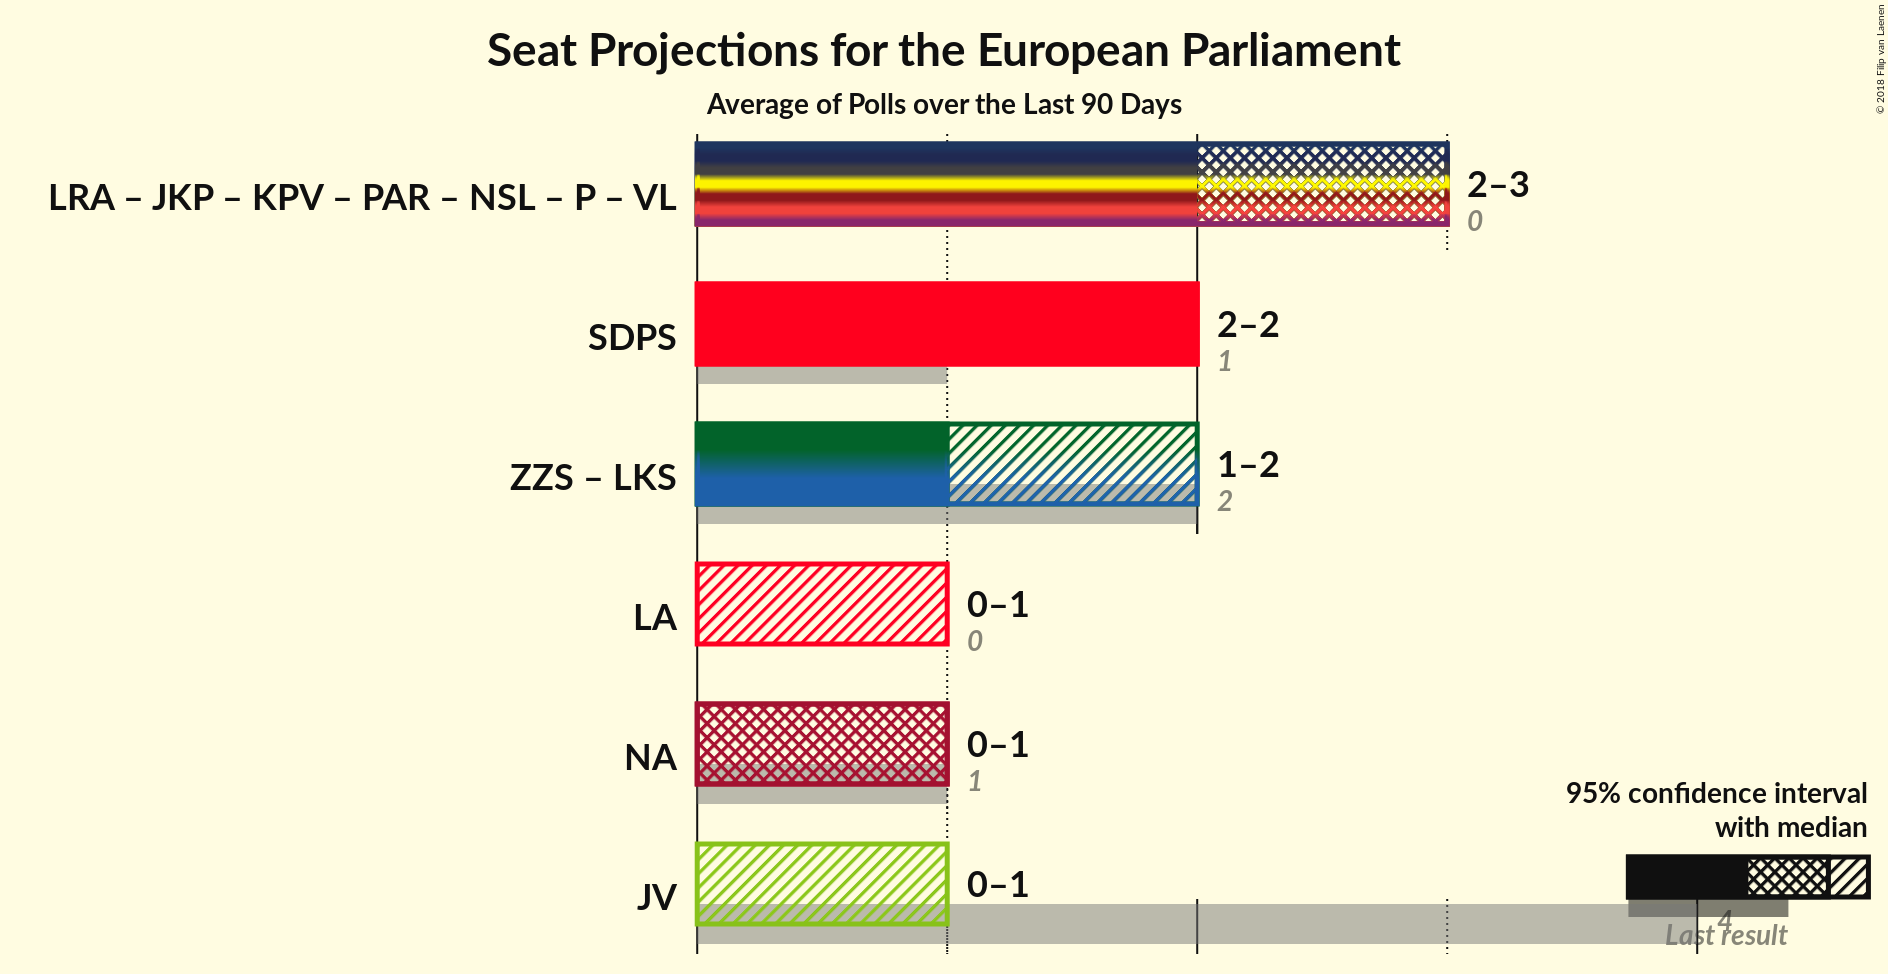 Seat Projections for the European Parliament
Average of Polls over the Last 90 Days
© 2018 Filip van Laenen
LRA – JKP – KPV – PAR – NSL – P – VL
2–3
0
SDPS
2–2
1
ZZS – LKS
1–2
2
LA
0–1
0
NA
0–1
1
JV
0–1
4
95% confidence interval
with median
Last result